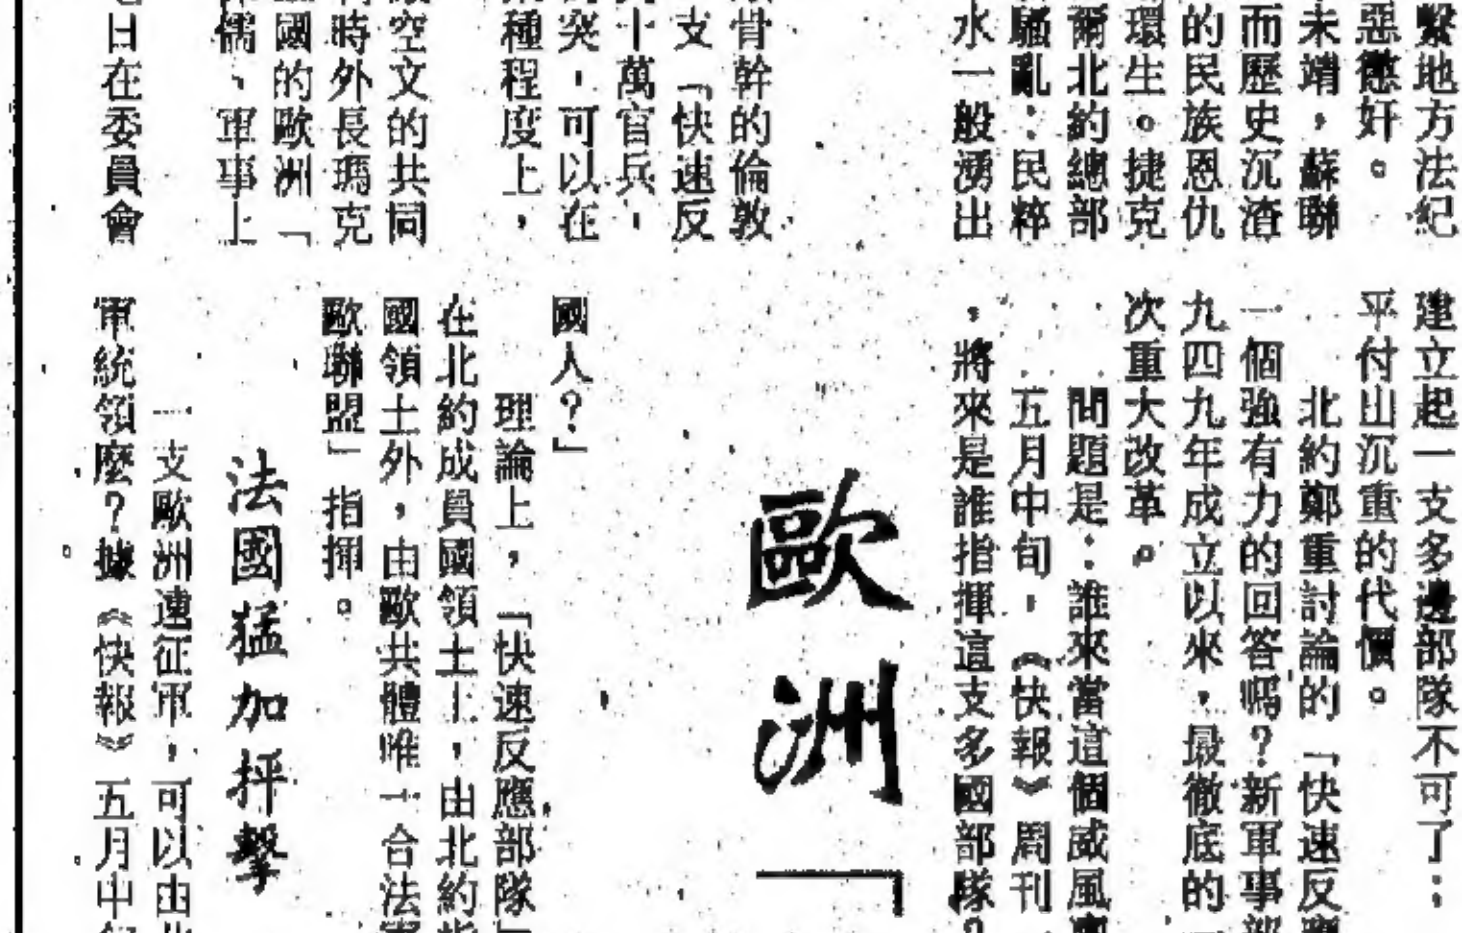 繫地方法紀
惡懲奸。
未靖，蘇聯
而歷史沉渣
的民族恩仇
環生。捷克
爾北約總部
騷亂：民粹
水一般湧出
骨幹的倫敦
支「快速反
十萬官兵，
突，可以在
種程度上，
空文的共同
時外長瑪克
國的歐洲「
儒、軍事上
日在委員會
建立起一支多邊部隊不可了；
平付山沉重的代價。
北約鄭重討論的「快速反應
一個強有力的回答嗎？新軍事部
九四九年成立以來，最徹底的
次重大改革。
問題是：誰來當這個威風
五月中旬，《快報》周刊
，將來是誰指揮這支多國部隊？
歐洲「
國人？」
理論上，「快速反應部隊」
在北約成員國領土上，由北約指
國領土外，由歐共體唯一合法軍
歐聯盟」指揮。
法國猛加抨擊
一支歐洲遠征軍，可以由北
軍統領麼？據《快報》五月中旬